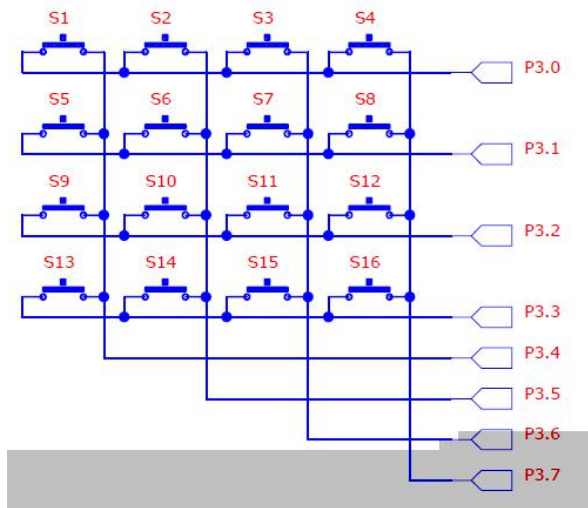 S1 S2 S3 S4
P3.0
S5 S6 S7 S8
P3.1
S9 S10 S11 S12
P3.2
S13 S14 S15 S16
P3.3
P3.4
P3.5
P3.6
P3.7